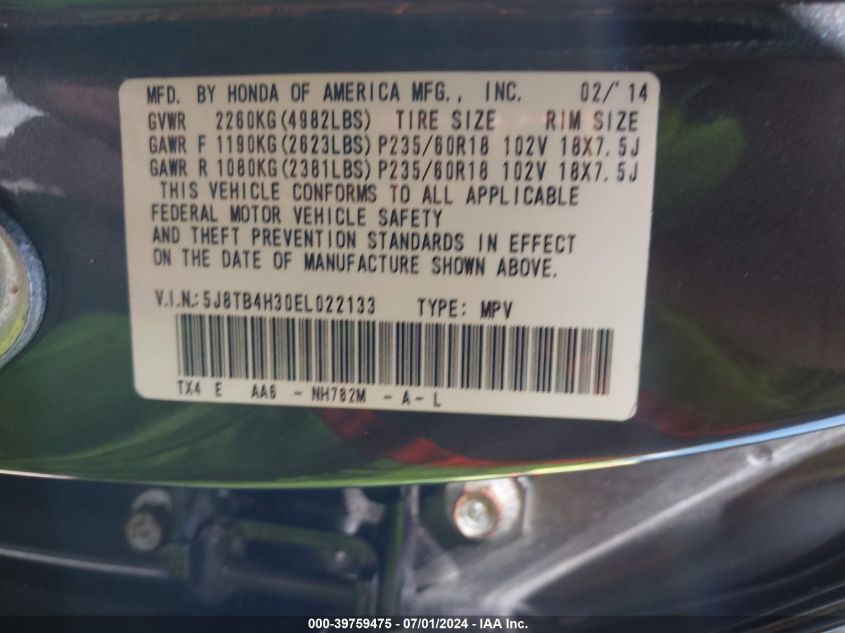 MFD. BY HONDA OF AMERICA MFG., INC. 02/'14
GVWR 2260KG(4982LBS) TIRE SIZE RIM SIZE
GAWR F 1190KG(2623LBS) P235/60R18 102V 18X7.5J
GAWR R 1080KG(2381LBS) P235/60R18 102V 18X7.5J
THIS VEHICLE CONFORMS TO ALL APPLICABLE
FEDERAL MOTOR VEHICLE SAFETY
AND THEFT PREVENTION STANDARDS IN EFFECT
ON THE DATE OF MANUFACTURE SHOWN ABOVE.
V.I.N.: 5J8TB4H30EL022133 TYPE: MPV
TX4 E AA6 - NH782M - A - L
000-39759475 - 07/01/2024 - IAA Inc.